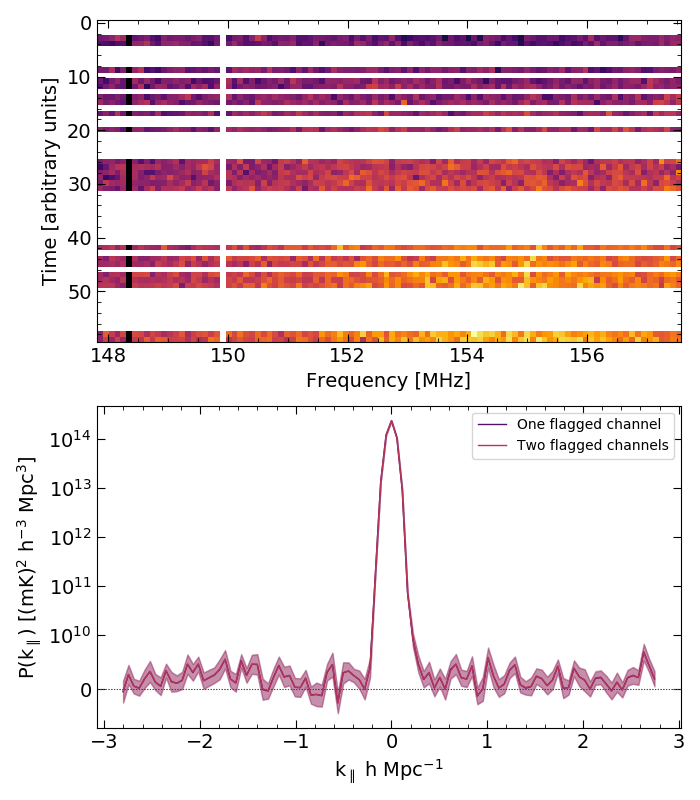 0
10
20
30
40
50
Time [arbitrary units]
148 150 152 154 156
Frequency [MHz]
One flagged channel
Two flagged channels
10¹⁴
10¹³
10¹²
10¹¹
10¹⁰
0
P(k∥) [(mK)² h⁻³ Mpc³]
−3 −2 −1 0 1 2 3
k∥ h Mpc⁻¹